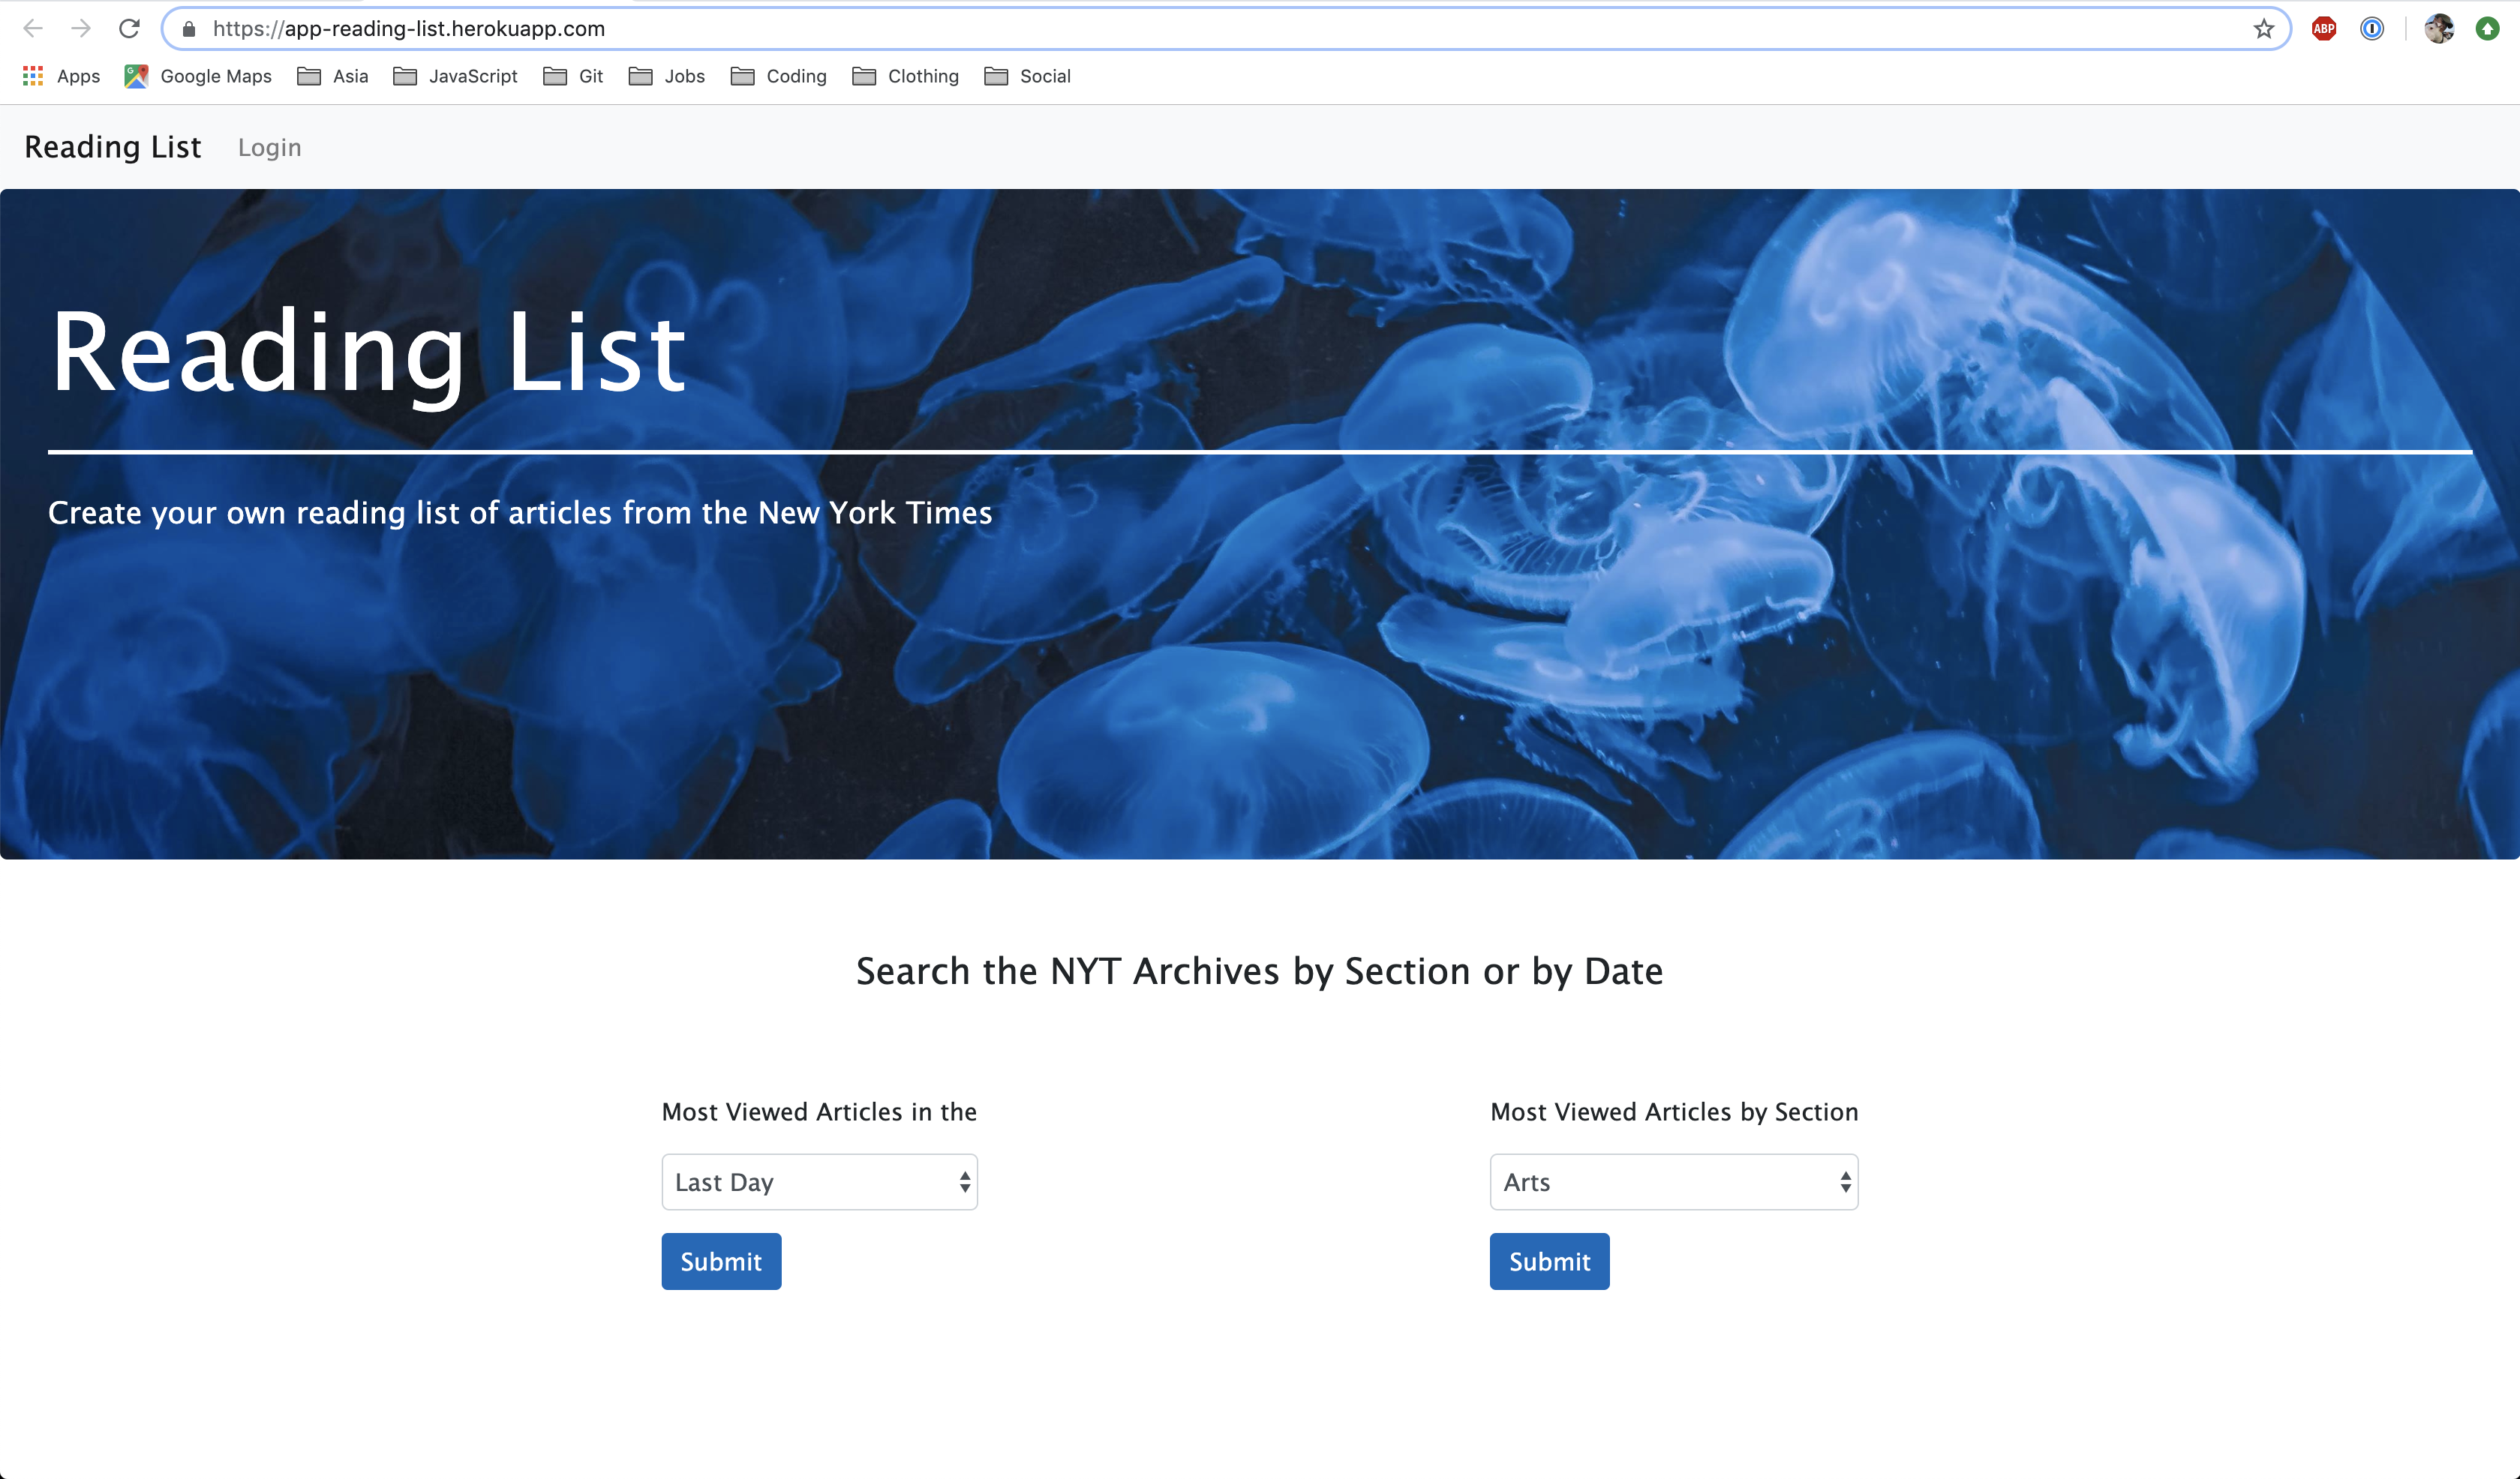 https://app-reading-list.herokuapp.com
ABP
Apps Google Maps Asia JavaScript Git Jobs Coding Clothing Social
Reading List Login
Reading List
Create your own reading list of articles from the New York Times
Search the NYT Archives by Section or by Date
Most Viewed Articles in the
Last Day
Submit
Most Viewed Articles by Section
Arts
Submit